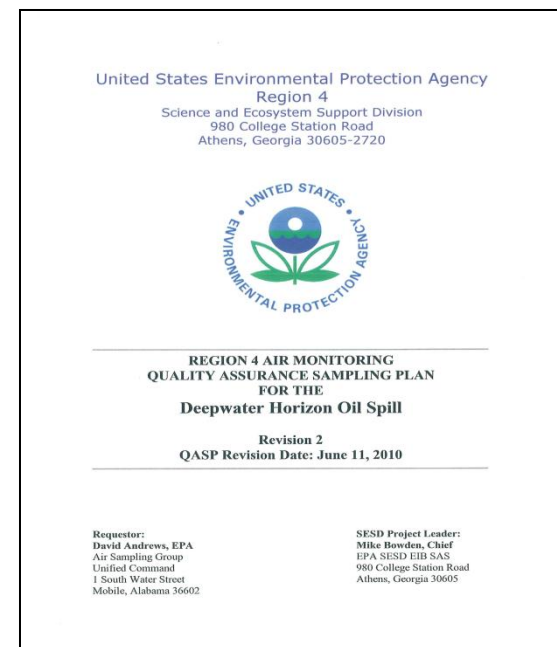 United States Environmental Protection Agency
Region 4
Science and Ecosystem Support Division
980 College Station Road
Athens, Georgia 30605-2720
UNITED STATES
ENVIRONMENTAL PROTECTION AGENCY
REGION 4 AIR MONITORING
QUALITY ASSURANCE SAMPLING PLAN
FOR THE
Deepwater Horizon Oil Spill
Revision 2
QASP Revision Date: June 11, 2010
Requestor:
David Andrews, EPA
Air Sampling Group
Unified Command
1 South Water Street
Mobile, Alabama 36602
SESD Project Leader:
Mike Bowden, Chief
EPA SESD EIB SAS
980 College Station Road
Athens, Georgia 30605